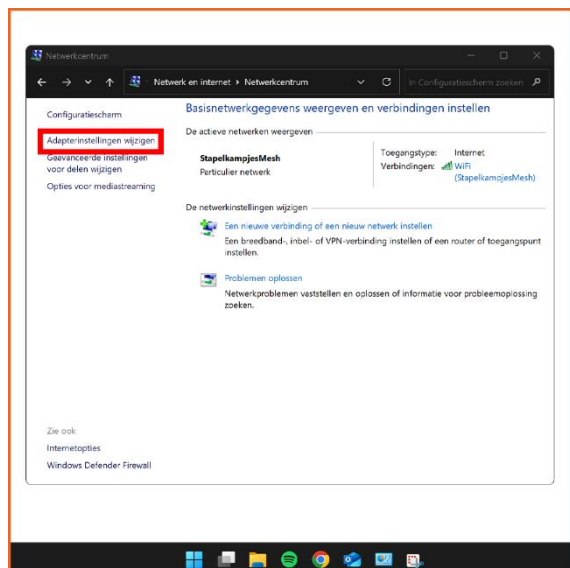 Netwerkcentrum
Netwerk en internet > Netwerkcentrum
In Configuratiescherm zoeken
Configuratiescherm
Adapterinstellingen wijzigen
Geavanceerde instellingen
voor delen wijzigen
Opties voor mediastreaming
Basisnetwerkgegevens weergeven en verbindingen instellen
De actieve netwerken weergeven
StapelkampjesMesh
Particulier netwerk
Toegangstype: Internet
Verbindingen: WiFi
(StapelkampjesMesh)
De netwerkinstellingen wijzigen
Een nieuwe verbinding of een nieuw netwerk instellen
Een breedband-, inbel- of VPN-verbinding instellen of een router of toegangspunt
instellen.
Problemen oplossen
Netwerkproblemen vaststellen en oplossen of informatie voor probleemoplossing
zoeken.
Zie ook
Internetopties
Windows Defender Firewall